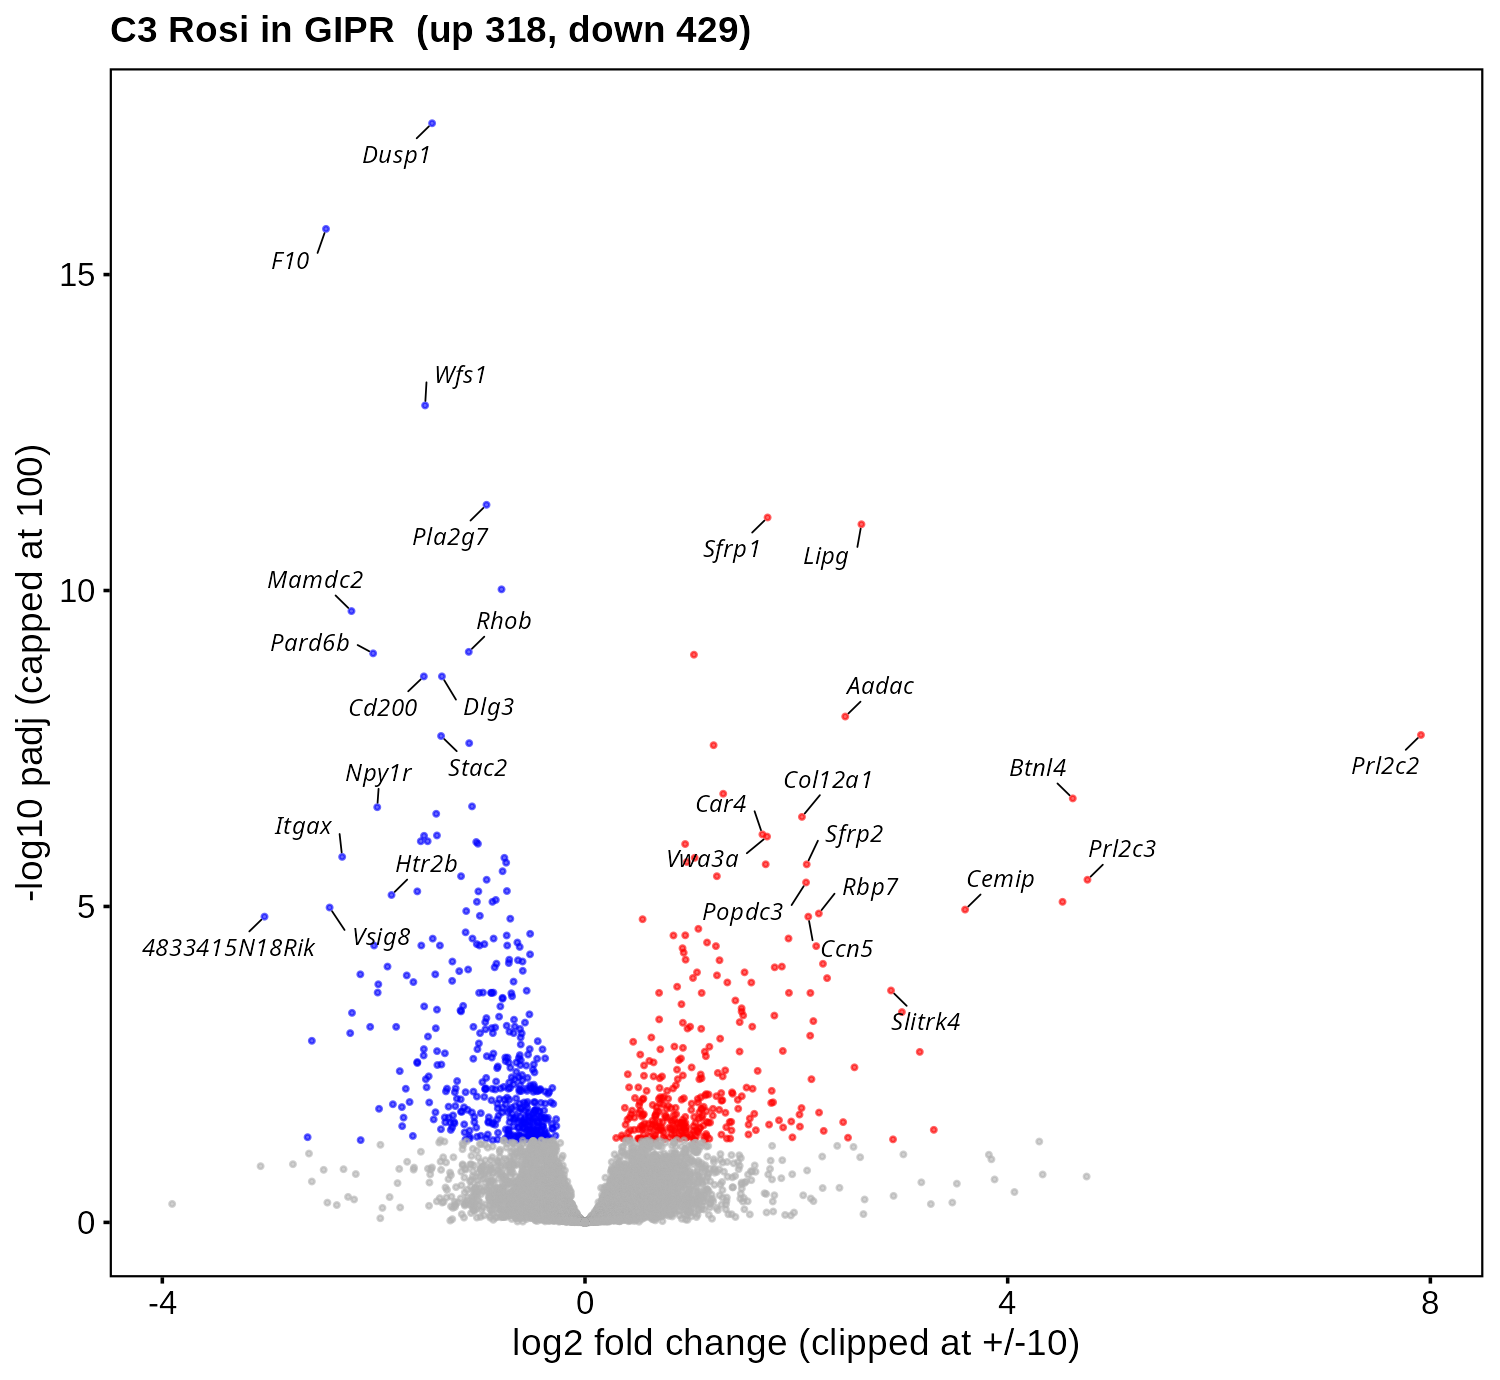 C3 Rosi in GIPR  (up 318, down 429)
Dusp1
F10
15
Wfs1
Pla2g7
Sfrp1
Lipg
Mamdc2
10
Rhob
Pard6b
Aadac
Cd200
Dlg3
Stac2
Prl2c2
Btnl4
Npy1r
Col12a1
Car4
Itgax
Sfrp2
Prl2c3
Vwa3a
Htr2b
Cemip
Rbp7
5
Popdc3
Vsig8
4833415N18Rik
Ccn5
Slitrk4
0
-log10 padj (capped at 100)
-4
0
4
8
log2 fold change (clipped at +/-10)